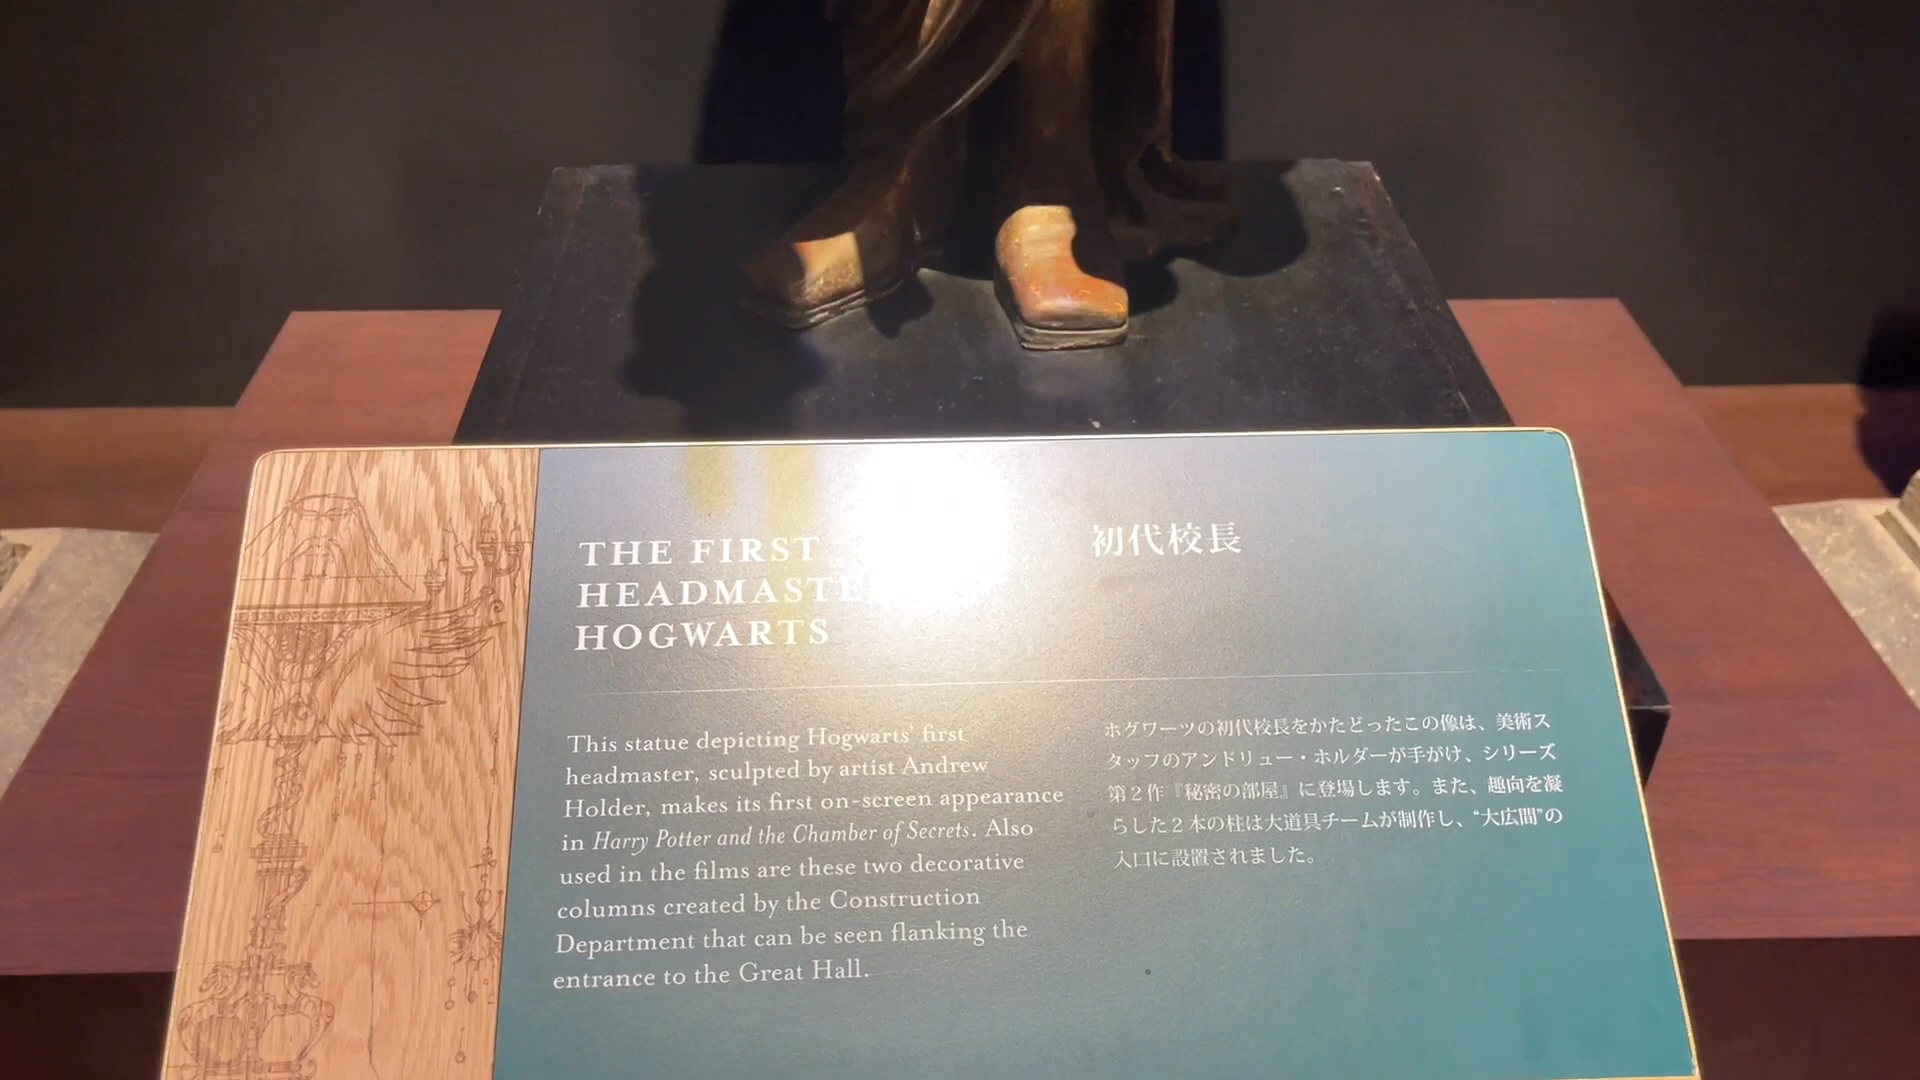 THE FIRST
HEADMASTE
HOGWARTS
This statue depicting Hogwarts' first
headmaster, sculpted by artist Andrew
Holder, makes its first on-screen appearance
in Harry Potter and the Chamber of Secrets. Also
used in the films are these two decorative
columns created by the Construction
Department that can be seen flanking the
entrance to the Great Hall.
初代校長
ホグワーツの初代校長をかたどったこの像は、美術ス
タッフのアンドリュー・ホルダーが手がけ、シリーズ
第2作『秘密の部屋』に登場します。また、趣向を凝
らした2本の柱は大道具チームが制作し、“大広間”の
入口に設置されました。